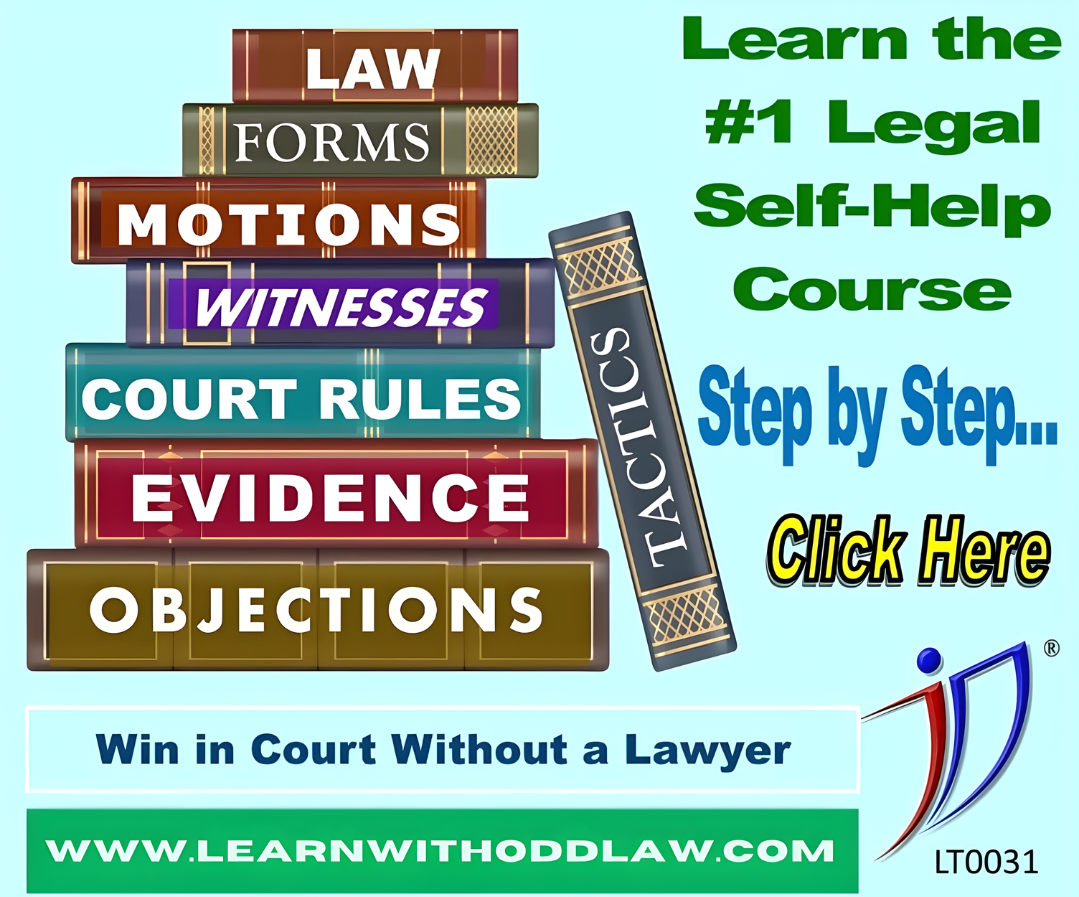 LAW
FORMS
MOTIONS
WITNESSES
COURT RULES
EVIDENCE
OBJECTIONS
TACTICS
Learn the
#1 Legal
Self-Help
Course
Step by Step...
Click Here
®
Win in Court Without a Lawyer
WWW.LEARNWITHODDLAW.COM
LT0031